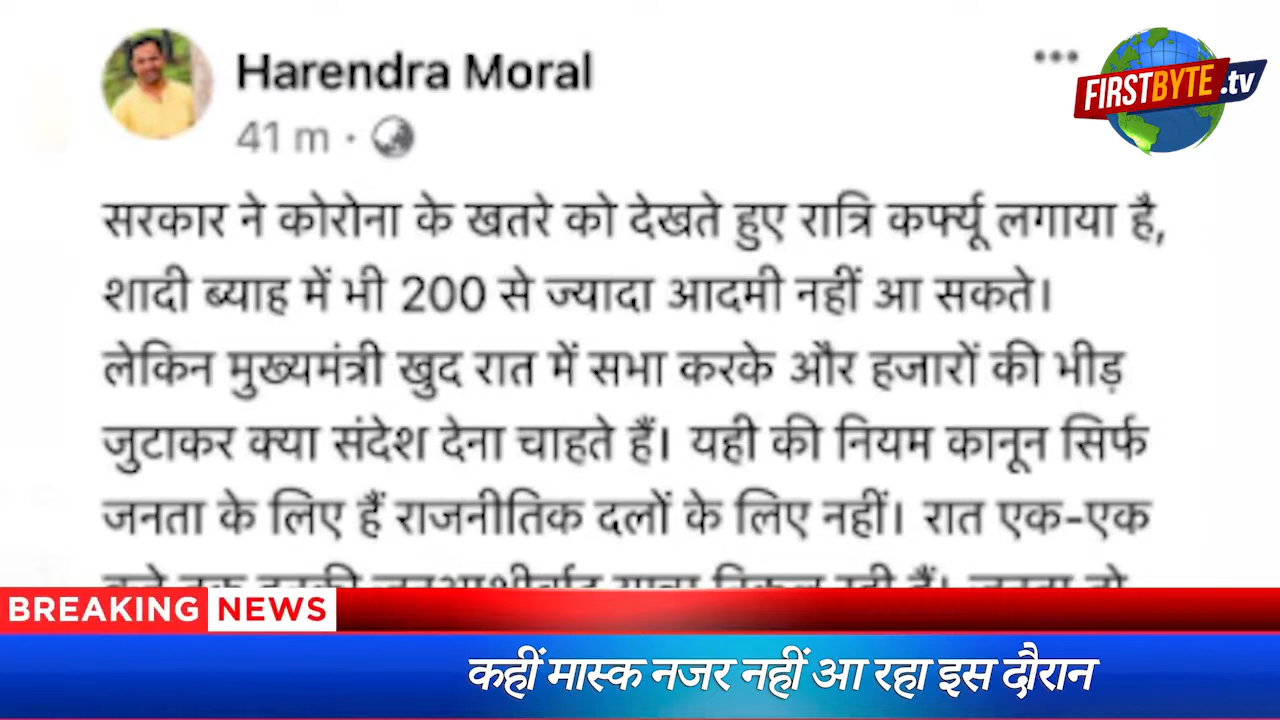 Harendra Moral
41 m ·
FIRSTBYTE.tv
सरकार ने कोरोना के खतरे को देखते हुए रात्रि कर्फ्यू लगाया है,
शादी ब्याह में भी 200 से ज्यादा आदमी नहीं आ सकते।
लेकिन मुख्यमंत्री खुद रात में सभा करके और हजारों की भीड़
जुटाकर क्या संदेश देना चाहते हैं। यही की नियम कानून सिर्फ
जनता के लिए हैं राजनीतिक दलों के लिए नहीं। रात एक-एक
BREAKING NEWS
कहीं मास्क नजर नहीं आ रहा इस दौरान